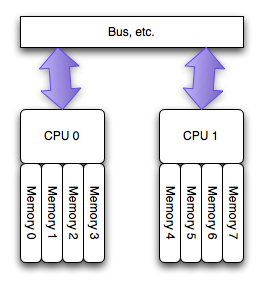 Bus, etc.
CPU 0
CPU 1
Memory 0
Memory 1
Memory 2
Memory 3
Memory 4
Memory 5
Memory 6
Memory 7